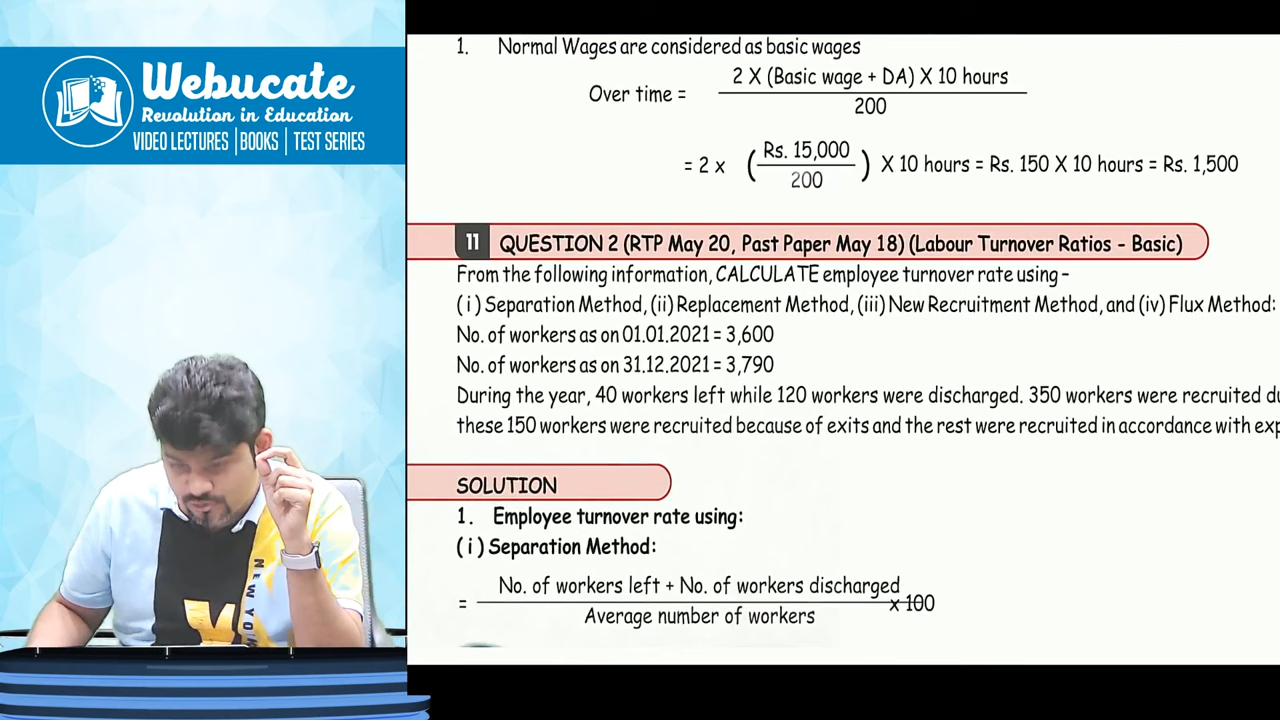 Webucate
Revolution in Education
VIDEO LECTURES | BOOKS | TEST SERIES
1. Normal Wages are considered as basic wages
Over time = 2 X (Basic wage + DA) X 10 hours
200
= 2 x ( Rs. 15,000 / 200 ) X 10 hours = Rs. 150 X 10 hours = Rs. 1,500
11 QUESTION 2 (RTP May 20, Past Paper May 18) (Labour Turnover Ratios - Basic)
From the following information, CALCULATE employee turnover rate using –
(i) Separation Method, (ii) Replacement Method, (iii) New Recruitment Method, and (iv) Flux Method:
No. of workers as on 01.01.2021 = 3,600
No. of workers as on 31.12.2021 = 3,790
During the year, 40 workers left while 120 workers were discharged. 350 workers were recruited
these 150 workers were recruited because of exits and the rest were recruited in accordance with
SOLUTION
1. Employee turnover rate using:
(i) Separation Method:
= No. of workers left + No. of workers discharged
x 100
Average number of workers
NEW YO